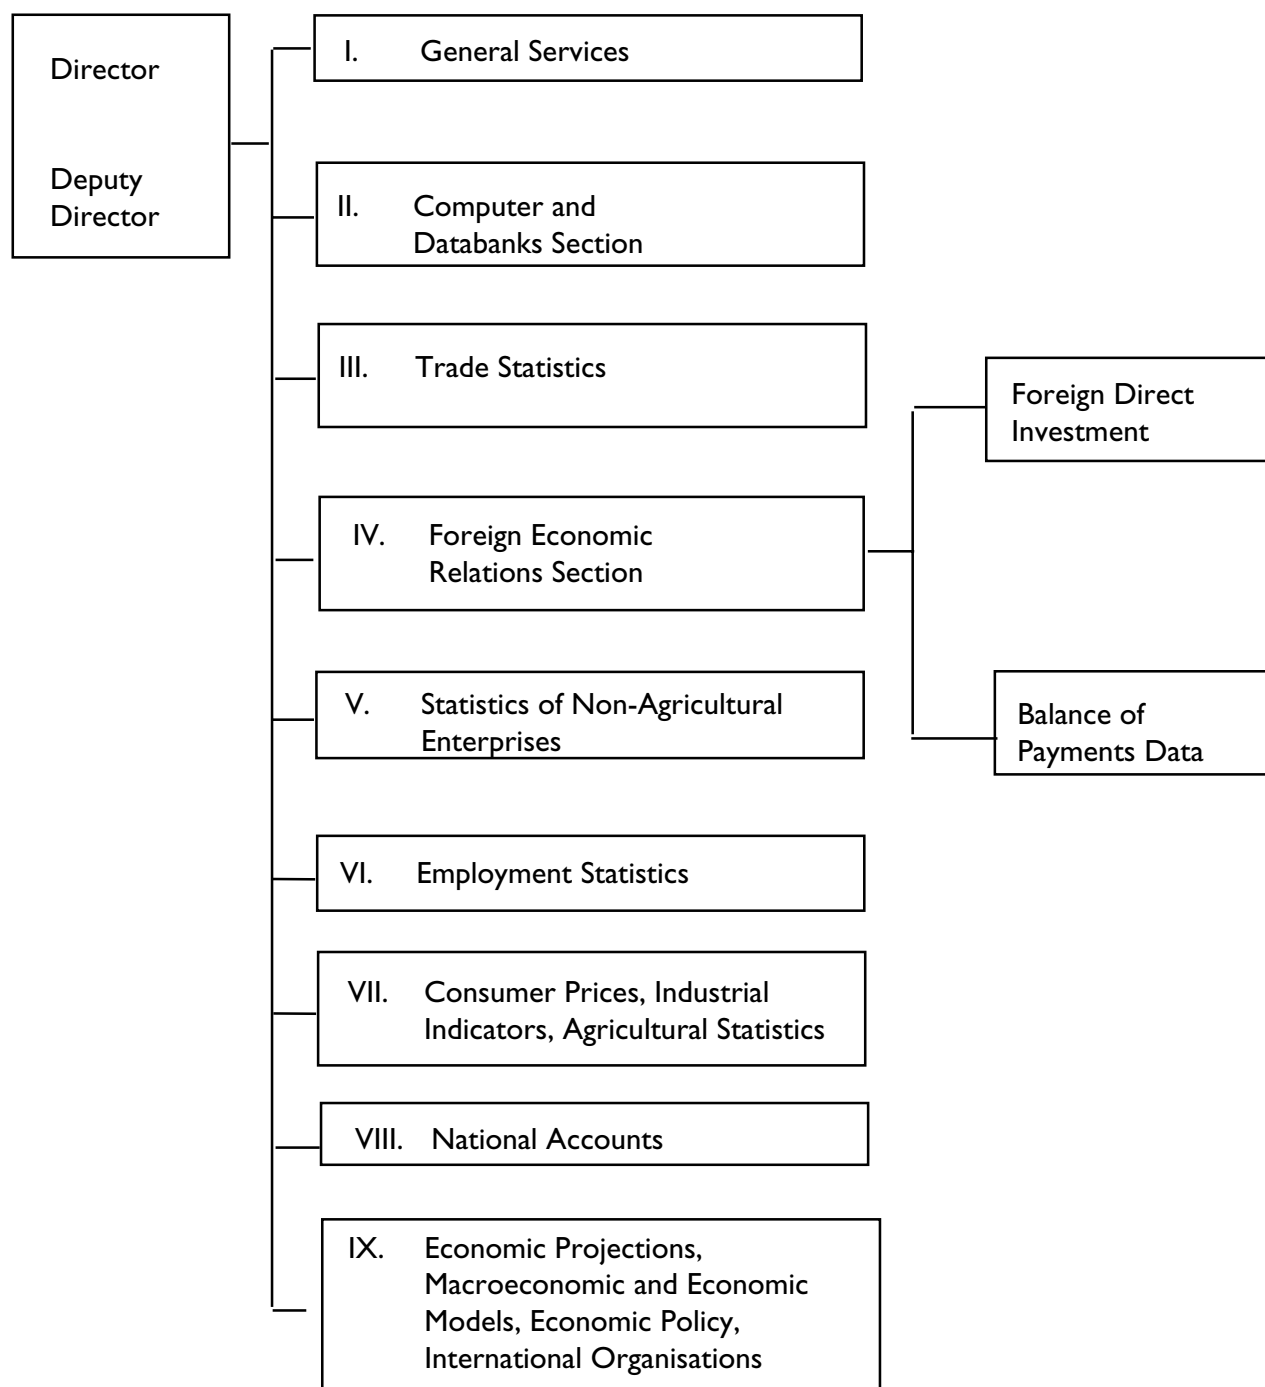 Director
Deputy
Director
I. General Services
II. Computer and
Databanks Section
III. Trade Statistics
IV. Foreign Economic
Relations Section
Foreign Direct
Investment
Balance of
Payments Data
V. Statistics of Non-Agricultural
Enterprises
VI. Employment Statistics
VII. Consumer Prices, Industrial
Indicators, Agricultural Statistics
VIII. National Accounts
IX. Economic Projections,
Macroeconomic and Economic
Models, Economic Policy,
International Organisations